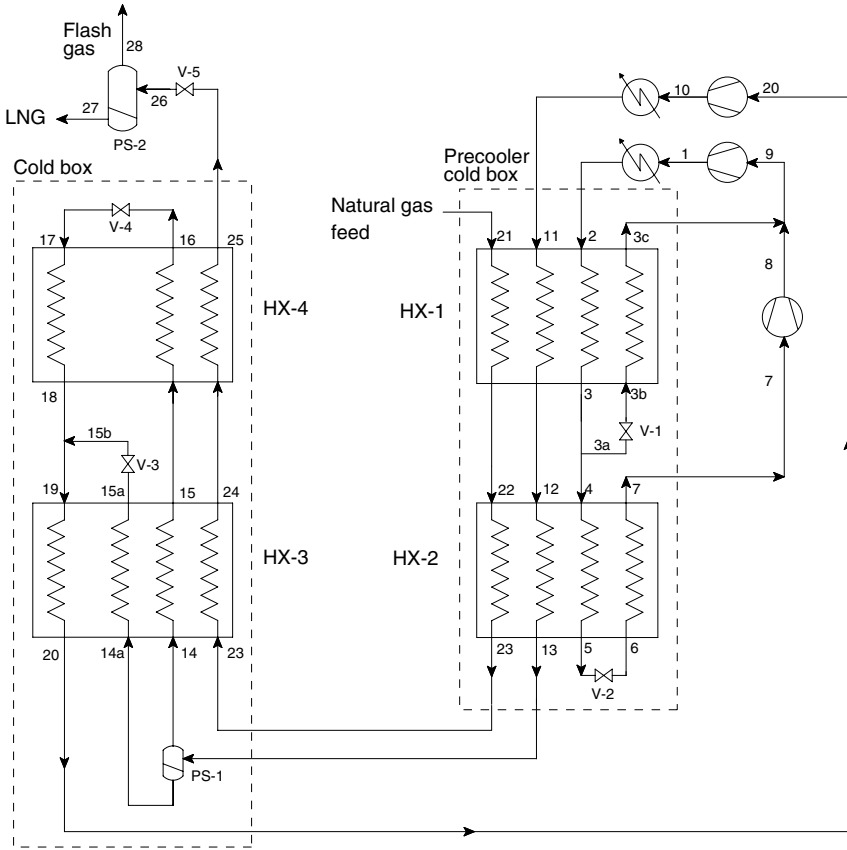 Flash
gas
28
V-5
26
27
LNG
PS-2
10
20
1
9
Cold box
Precooler
cold box
Natural gas
feed
V-4
17
16
25
21
11
2
3c
8
HX-4
HX-1
7
18
3
3b
15b
V-1
3a
V-3
19
15a
15
24
22
12
4
7
HX-3
HX-2
20
14a
14
23
23
13
5
6
V-2
PS-1